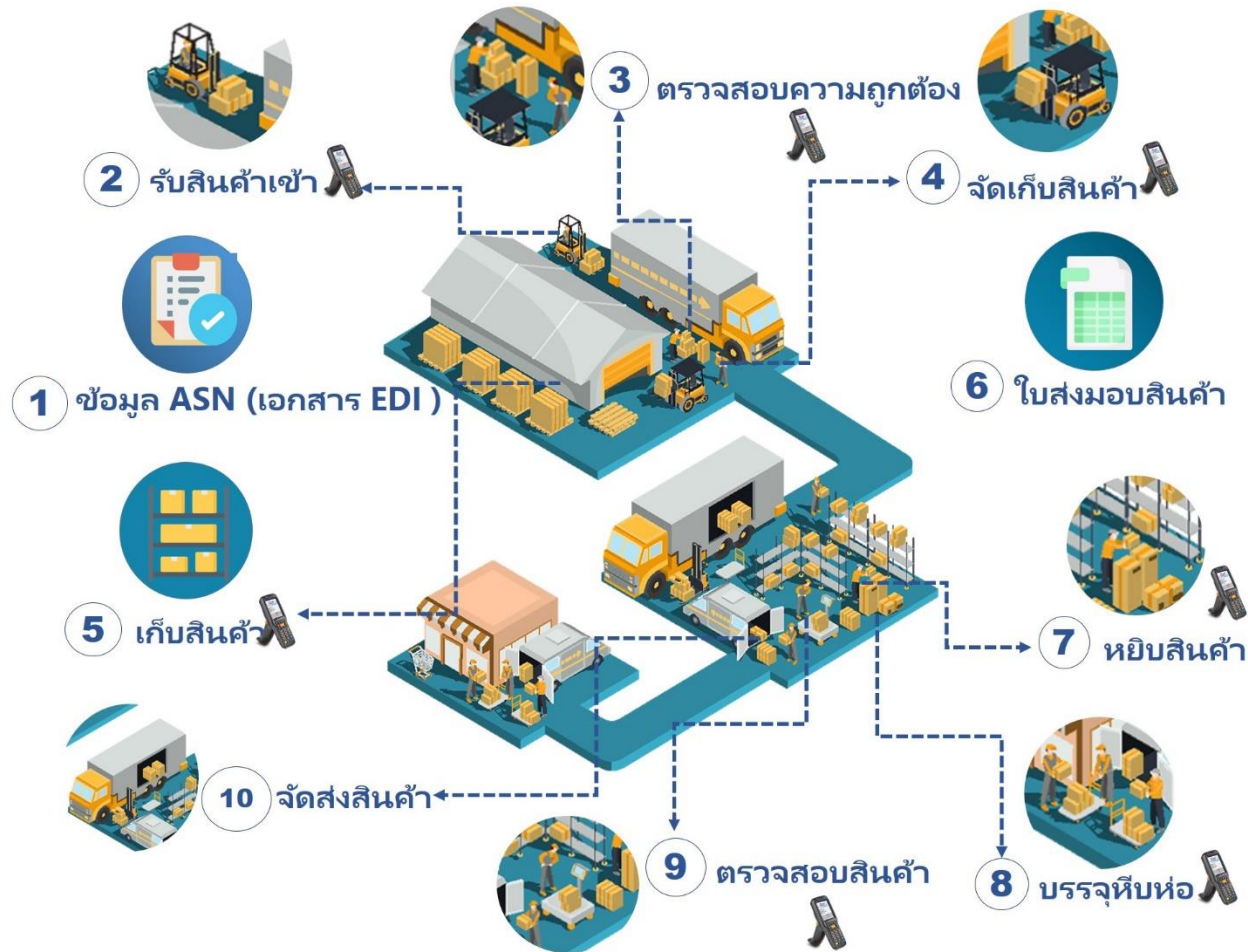 1 ข้อมูล ASN (เอกสาร EDI )
2 รับสินค้าเข้า
3 ตรวจสอบความถูกต้อง
4 จัดเก็บสินค้า
5 เก็บสินค้า
6 ใบส่งมอบสินค้า
7 หยิบสินค้า
8 บรรจุหีบห่อ
9 ตรวจสอบสินค้า
10 จัดส่งสินค้า